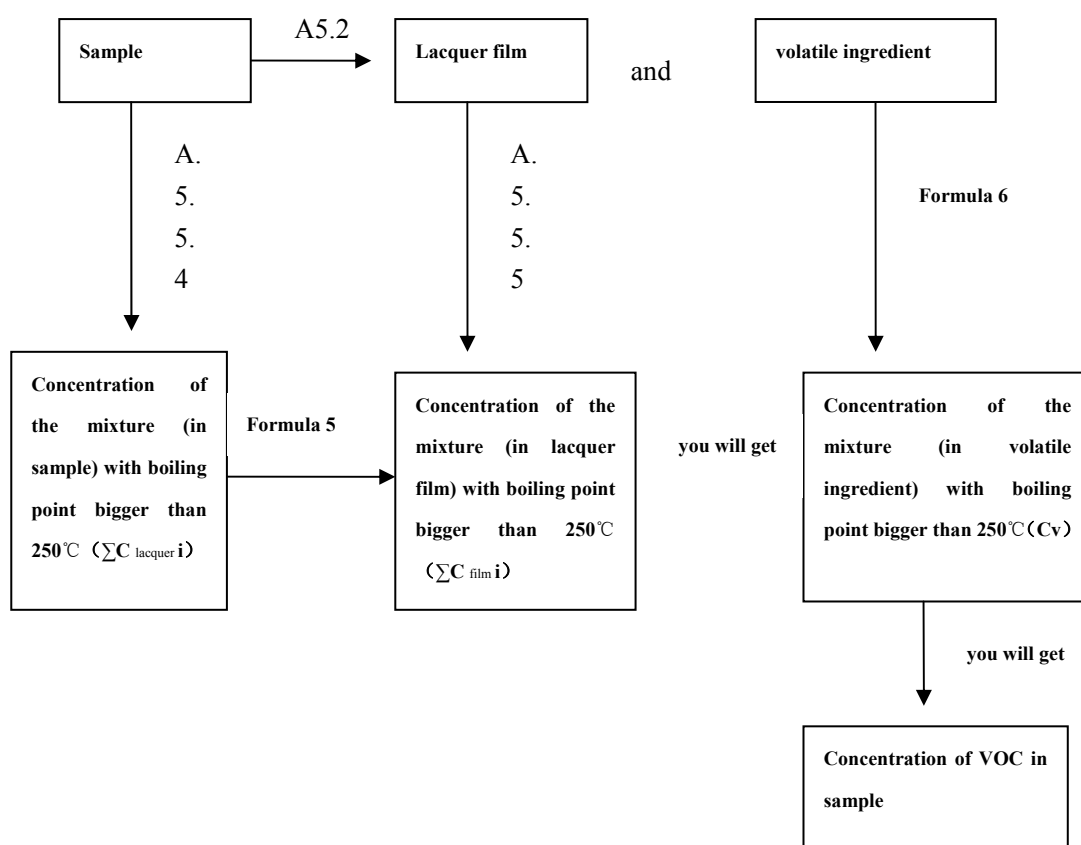 Sample
A5.2
Lacquer film
and
volatile ingredient
A.
5.
5.
4
A.
5.
5.
5
Formula 6
Concentration of
the mixture (in
sample) with boiling
point bigger than
250℃（∑C lacquer i）
Formula 5
Concentration of the
mixture (in lacquer
film) with boiling point
bigger than 250℃
（∑C film i）
you will get
Concentration of the
mixture (in volatile
ingredient) with boiling
point bigger than 250℃（Cv）
you will get
Concentration of VOC in
sample